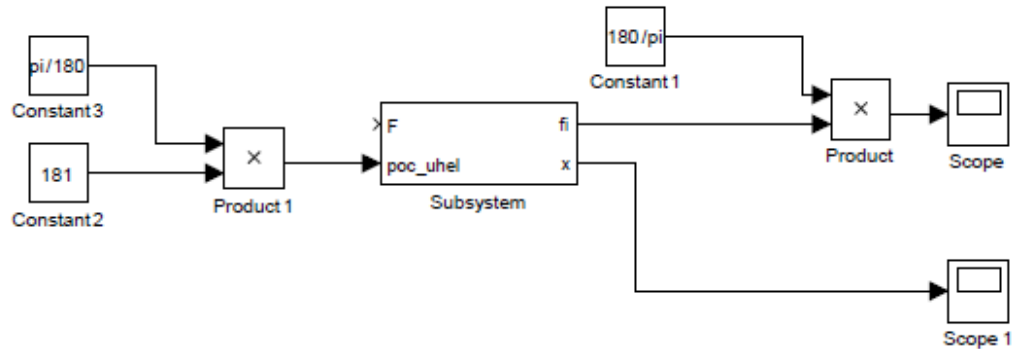 180/pi
Constant 1
pi/180
Constant 3
F
fi
×
Product
Scope
×
poc_uhel
x
181
Product 1
Subsystem
Constant 2
Scope 1